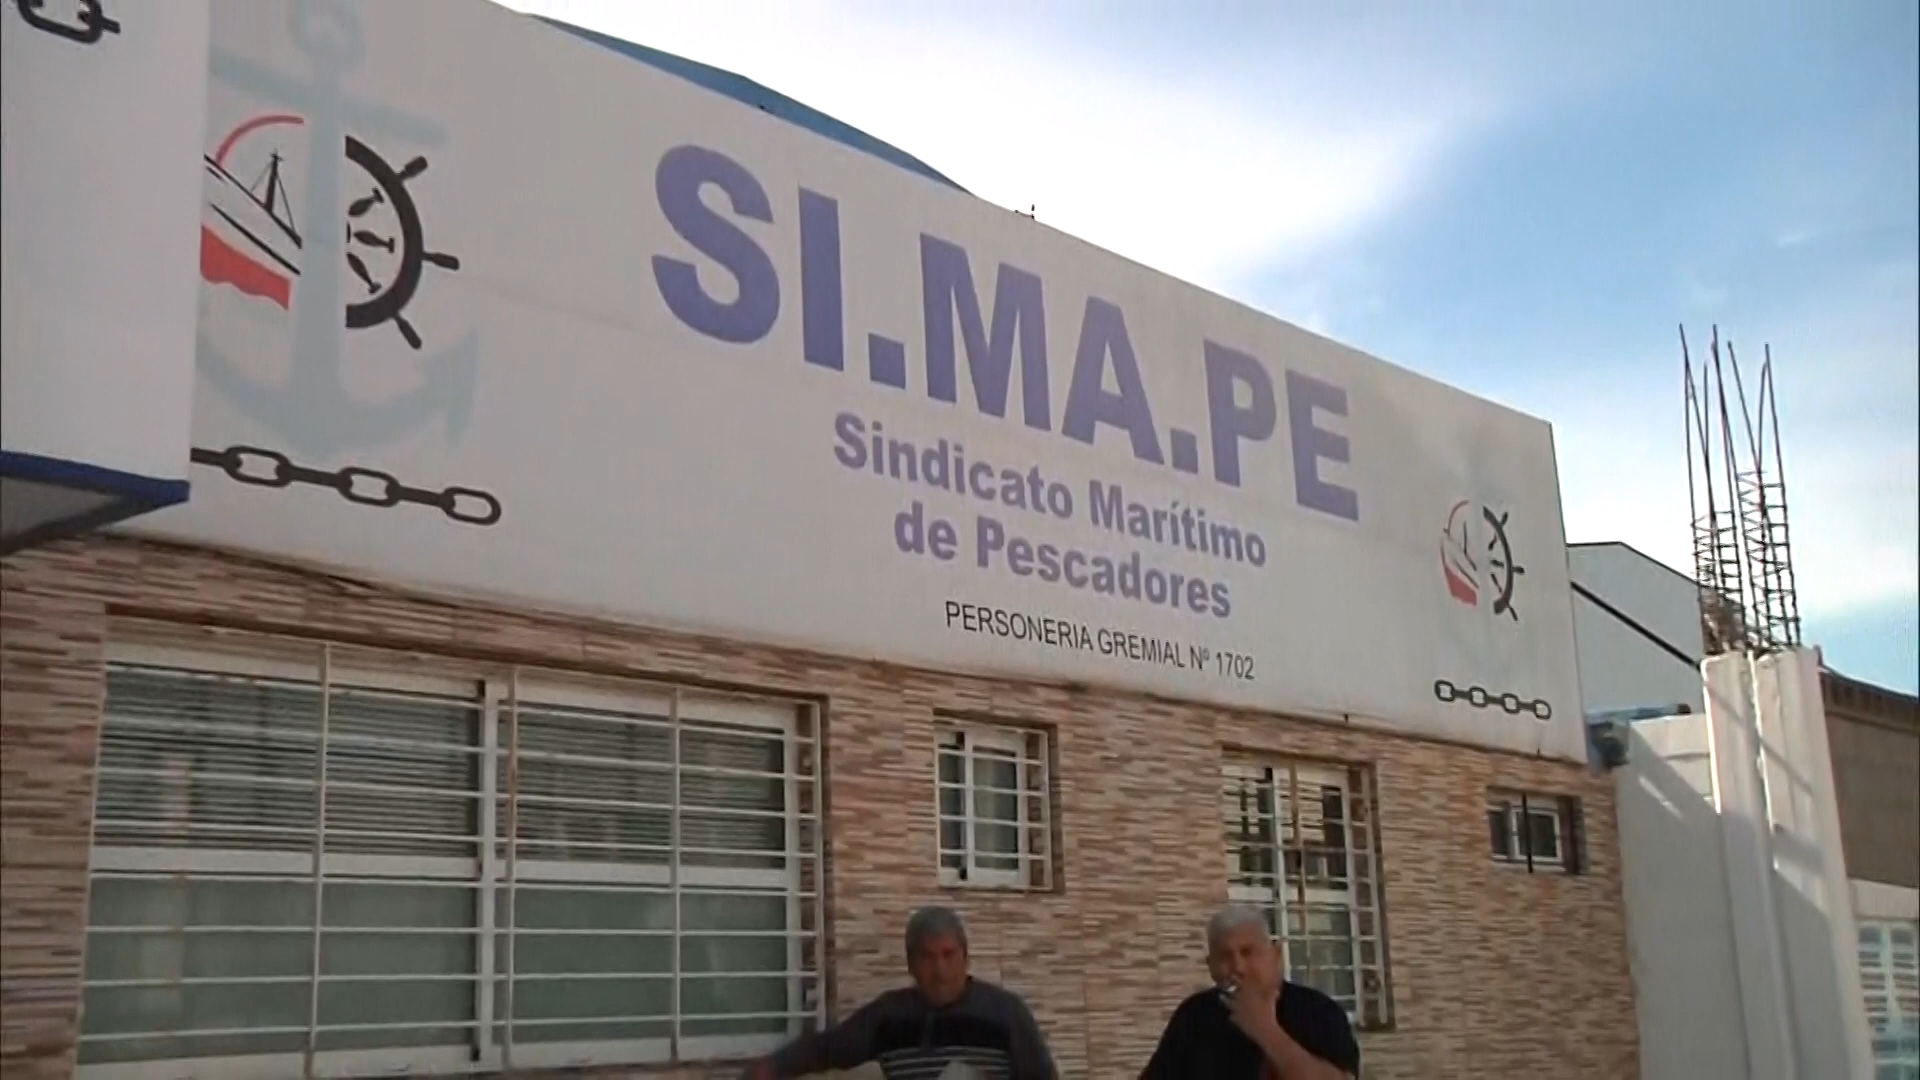 SI.MA.PE
Sindicato Marítimo
de Pescadores
PERSONERIA GREMIAL Nº 1702